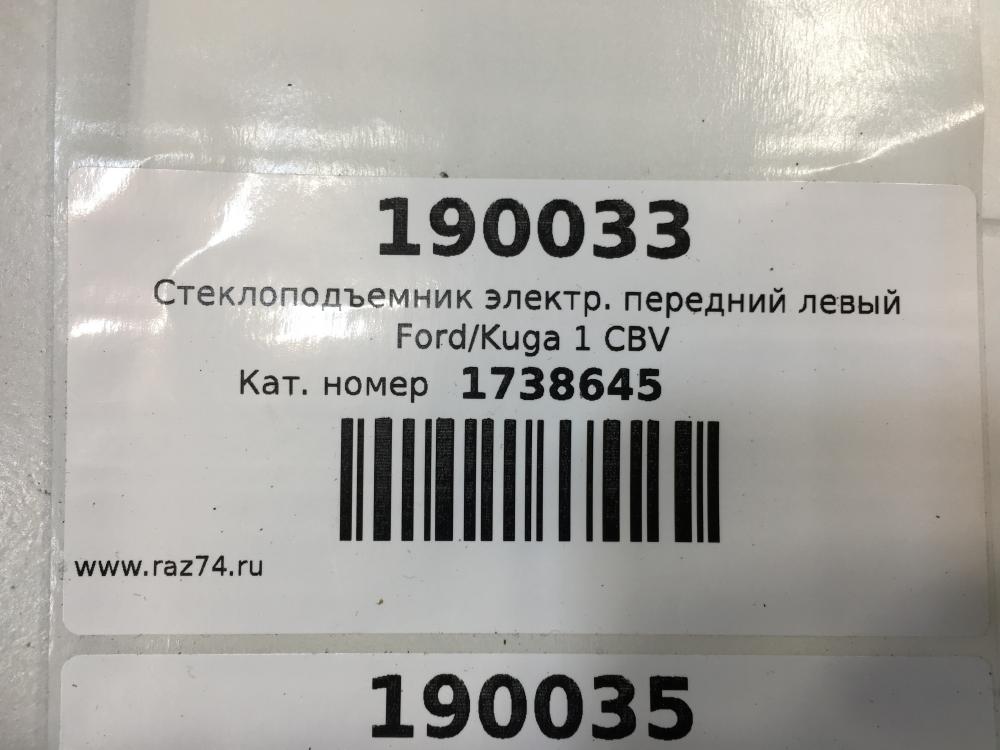 190033
Стеклоподъемник электр. передний левый
Ford/Kuga 1 CBV
Кат. номер 1738645
www.raz74.ru
190035